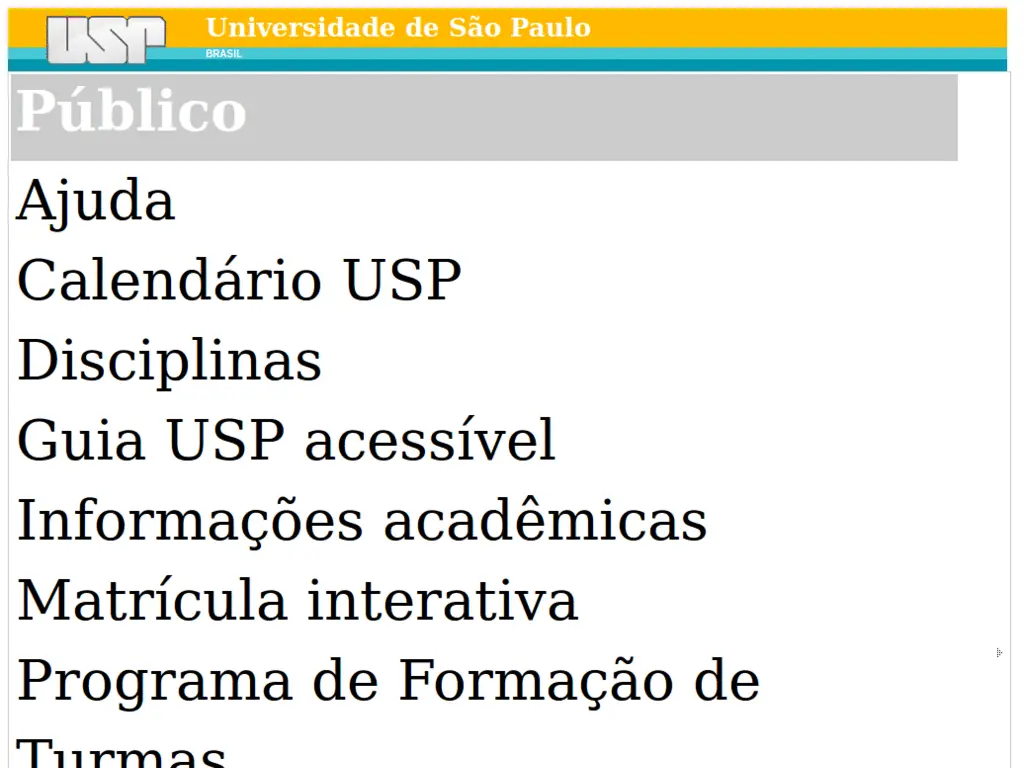 USP
Universidade de São Paulo
BRASIL
Público
Ajuda
Calendário USP
Disciplinas
Guia USP acessível
Informações acadêmicas
Matrícula interativa
Programa de Formação de
Turmas